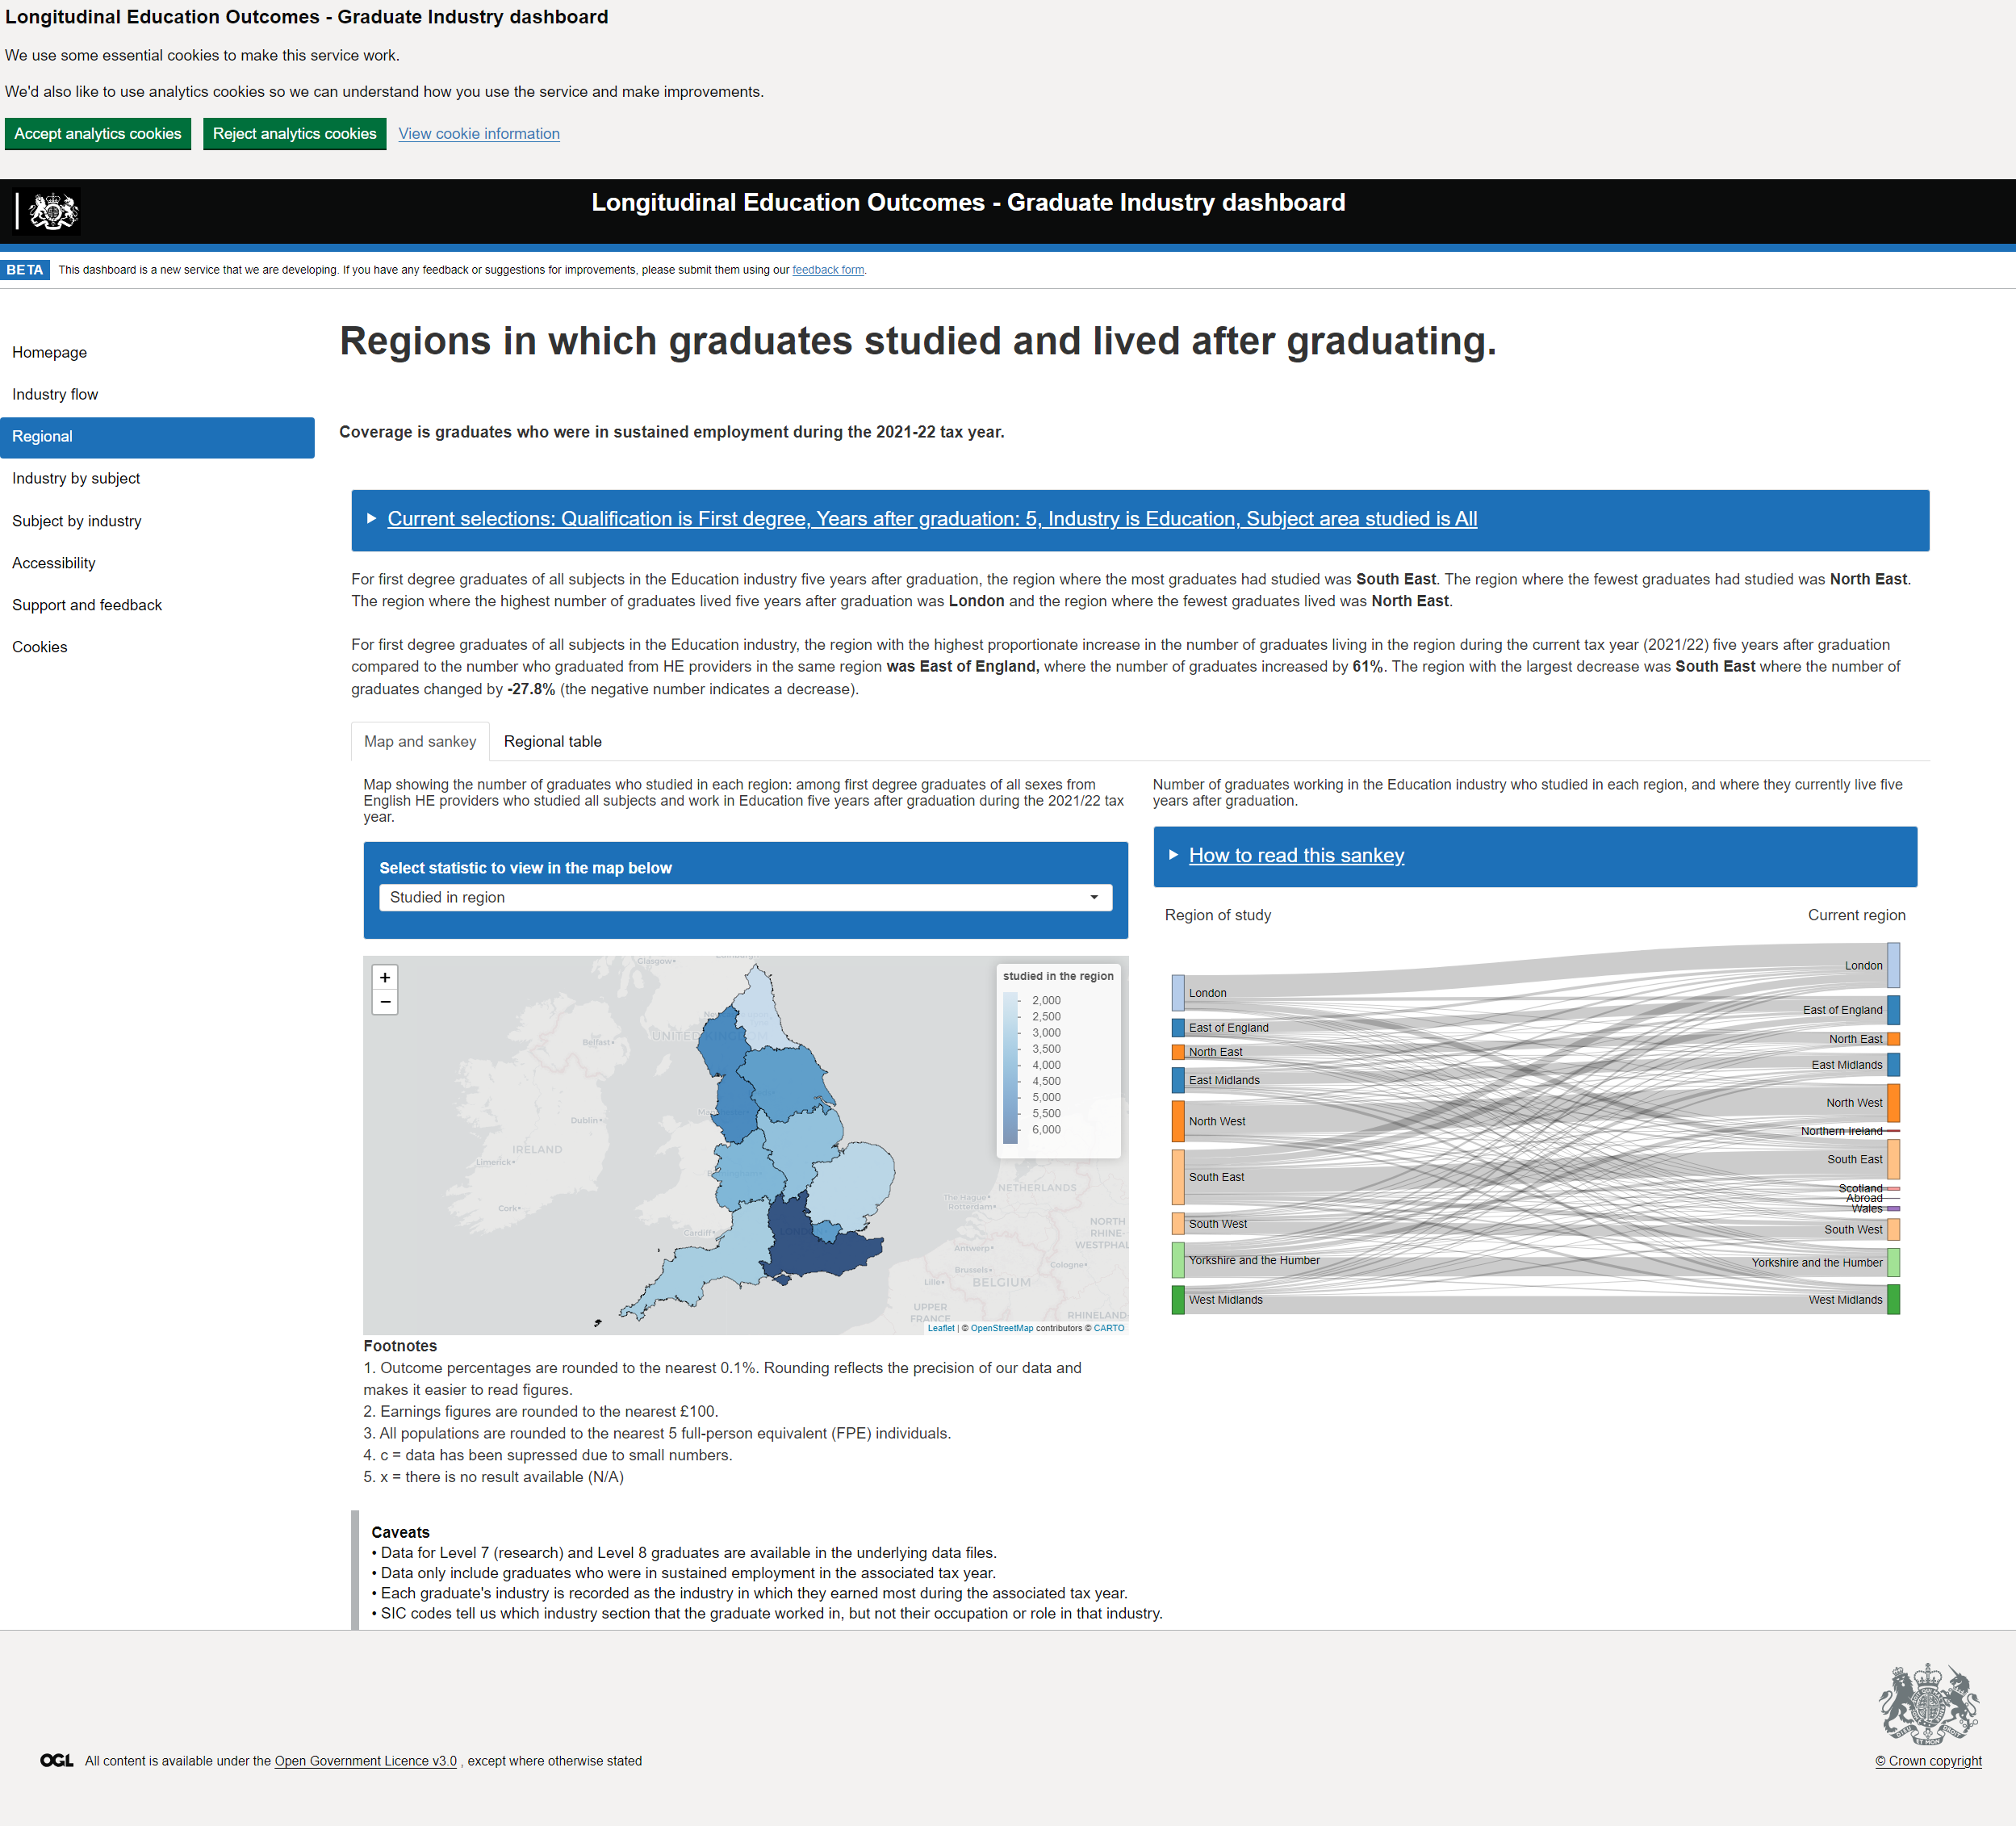 Longitudinal Education Outcomes - Graduate Industry dashboard
We use some essential cookies to make this service work.
We'd also like to use analytics cookies so we can understand how you use the service and make improvements.
Accept analytics cookies
Reject analytics cookies
View cookie information
Longitudinal Education Outcomes - Graduate Industry dashboard
BETA
This dashboard is a new service that we are developing. If you have any feedback or suggestions for improvements, please submit them using our feedback form.
Homepage
Industry flow
Regional
Industry by subject
Subject by industry
Accessibility
Support and feedback
Cookies
Regions in which graduates studied and lived after graduating.
Coverage is graduates who were in sustained employment during the 2021-22 tax year.
Current selections: Qualification is First degree, Years after graduation: 5, Industry is Education, Subject area studied is All
For first degree graduates of all subjects in the Education industry five years after graduation, the region where the most graduates had studied was South East. The region where the fewest graduates had studied was North East.
The region where the highest number of graduates lived five years after graduation was London and the region where the fewest graduates lived was North East.
For first degree graduates of all subjects in the Education industry, the region with the highest proportionate increase in the number of graduates living in the region during the current tax year (2021/22) five years after graduation
compared to the number who graduated from HE providers in the same region was East of England, where the number of graduates increased by 61%. The region with the largest decrease was South East where the number of
graduates changed by -27.8% (the negative number indicates a decrease).
Map and sankey
Regional table
Map showing the number of graduates who studied in each region: among first degree graduates of all sexes from
English HE providers who studied all subjects and work in Education five years after graduation during the 2021/22 tax
year.
Select statistic to view in the map below
Studied in region
+
−
studied in the region
2,000
2,500
3,000
3,500
4,000
4,500
5,000
5,500
6,000
Glasgow
Belfast
UNITED
Dublin
IRELAND
Limerick
Cork
Cardiff
The Hague
Rotterdam
NETHERLANDS
NORTH
RHINE-
WESTPHAL
Antwerp
Brussels
Cologne
Lille
BELGIUM
UPPER
FRANCE
RHINELAND-
Leaflet | © OpenStreetMap contributors © CARTO
Number of graduates working in the Education industry who studied in each region, and where they currently live five
years after graduation.
How to read this sankey
Region of study
Current region
London
East of England
North East
East Midlands
North West
South East
South West
Yorkshire and the Humber
West Midlands
London
East of England
North East
East Midlands
North West
Northern Ireland
South East
Scotland
Abroad
Wales
South West
Yorkshire and the Humber
West Midlands
Footnotes
1. Outcome percentages are rounded to the nearest 0.1%. Rounding reflects the precision of our data and
makes it easier to read figures.
2. Earnings figures are rounded to the nearest £100.
3. All populations are rounded to the nearest 5 full-person equivalent (FPE) individuals.
4. c = data has been supressed due to small numbers.
5. x = there is no result available (N/A)
Caveats
• Data for Level 7 (research) and Level 8 graduates are available in the underlying data files.
• Data only include graduates who were in sustained employment in the associated tax year.
• Each graduate's industry is recorded as the industry in which they earned most during the associated tax year.
• SIC codes tell us which industry section that the graduate worked in, but not their occupation or role in that industry.
OGL
All content is available under the Open Government Licence v3.0 , except where otherwise stated
© Crown copyright